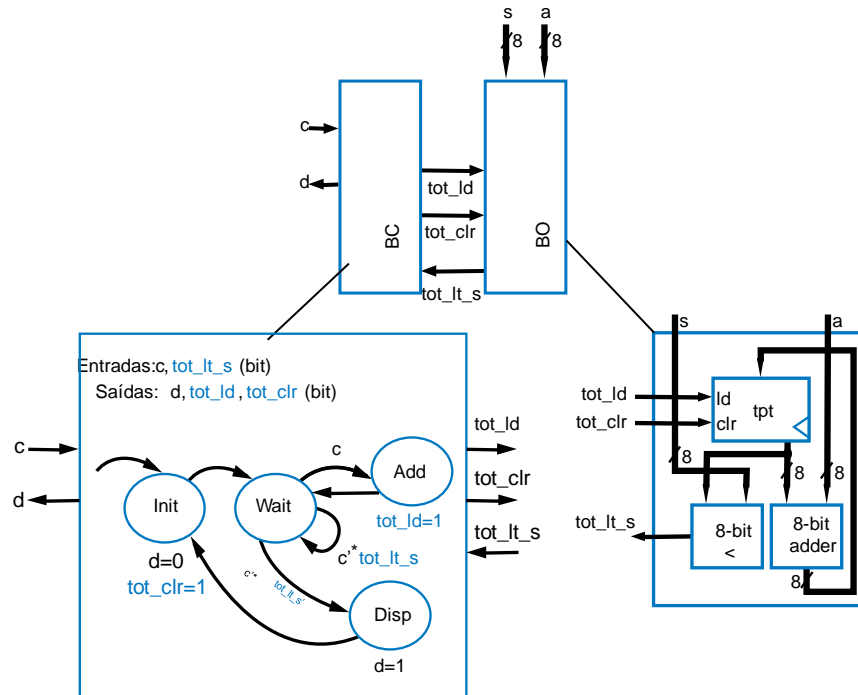 s a
8 8
c
d
tot_ld
BC
tot_clr
BO
tot_lt_s
Entradas:c, tot_lt_s (bit)
Saídas: d, tot_ld, tot_clr (bit)
c
d
Init
Wait
c
Add
tot_ld=1
d=0
tot_clr=1
c'* tot_lt_s
c'* tot_lt_s'
Disp
d=1
tot_ld
tot_clr
tot_lt_s
s a
tot_ld
tot_clr
ld
clr
tpt
8 8 8
tot_lt_s
8-bit
<
8-bit
adder
8